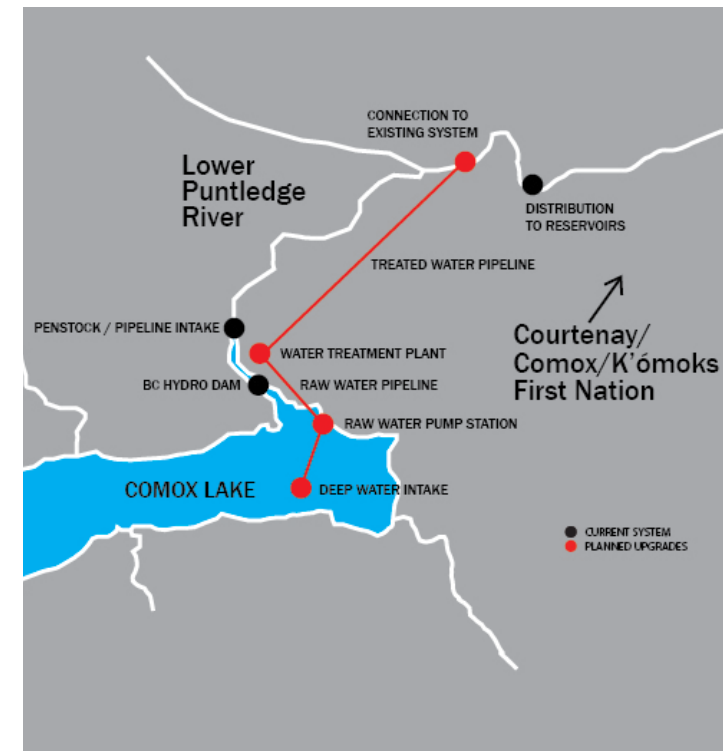 CONNECTION TO
EXISTING SYSTEM
Lower
Puntledge
River
DISTRIBUTION
TO RESERVOIRS
TREATED WATER PIPELINE
PENSTOCK / PIPELINE INTAKE
Courtenay/
Comox/K'ómoks
First Nation
WATER TREATMENT PLANT
BC HYDRO DAM
RAW WATER PIPELINE
RAW WATER PUMP STATION
COMOX LAKE
DEEP WATER INTAKE
CURRENT SYSTEM
PLANNED UPGRADES